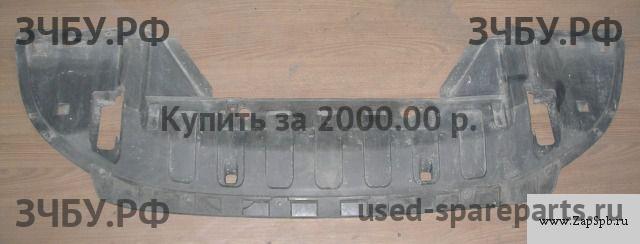 ЗЧБУ.РФ ЗЧБУ.РФ
Купить за 2000.00 р.
ЗЧБУ.РФ used-spareparts.ru
www.ZapSpb.ru